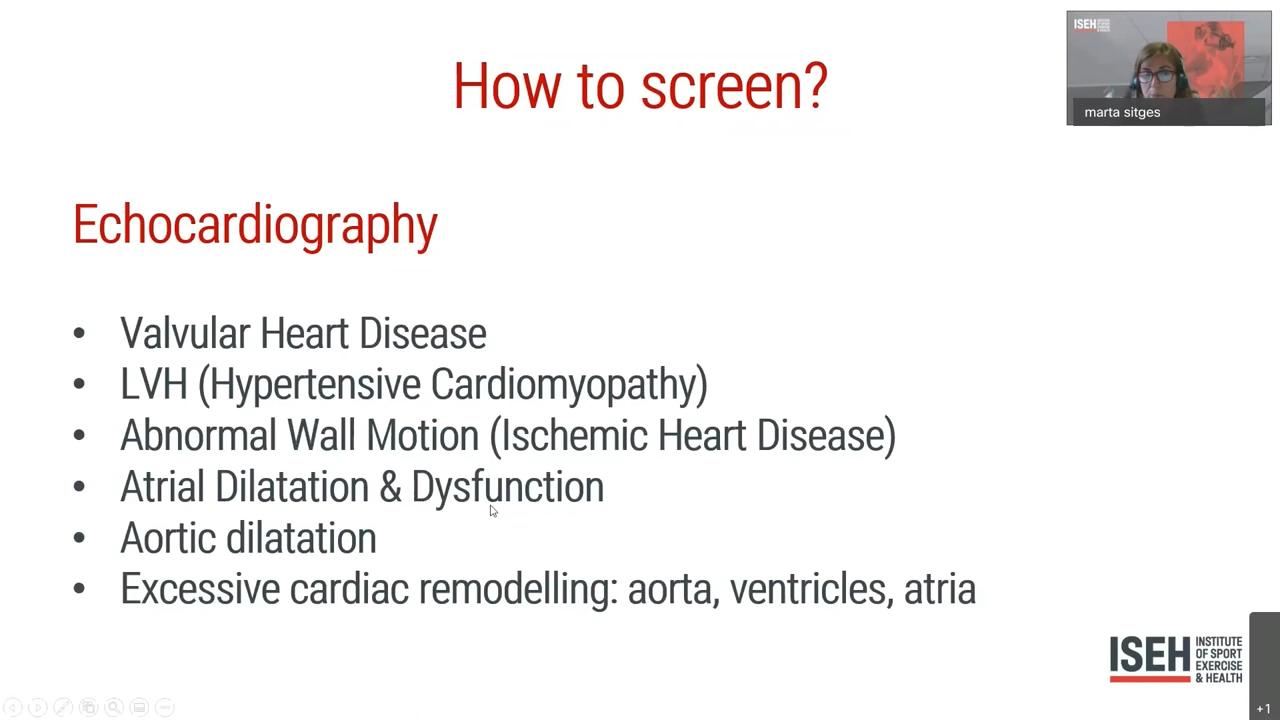 How to screen?
ISEH
marta sitges
Echocardiography
• Valvular Heart Disease
• LVH (Hypertensive Cardiomyopathy)
• Abnormal Wall Motion (Ischemic Heart Disease)
• Atrial Dilatation & Dysfunction
• Aortic dilatation
• Excessive cardiac remodelling: aorta, ventricles, atria
ISEH
INSTITUTE
OF SPORT
EXERCISE
& HEALTH
+1